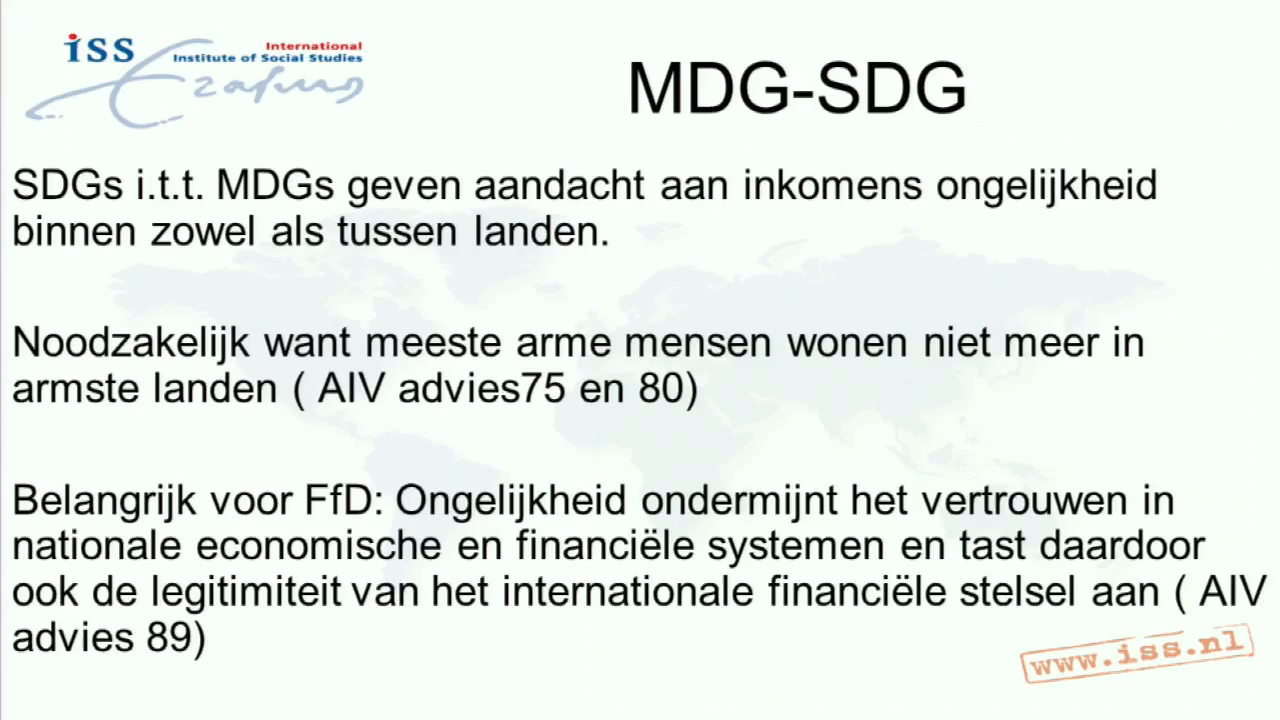 iss
International
Institute of Social Studies
Erasmus
MDG-SDG
SDGs i.t.t. MDGs geven aandacht aan inkomens ongelijkheid
binnen zowel als tussen landen.
Noodzakelijk want meeste arme mensen wonen niet meer in
armste landen ( AIV advies75 en 80)
Belangrijk voor FfD: Ongelijkheid ondermijnt het vertrouwen in
nationale economische en financiële systemen en tast daardoor
ook de legitimiteit van het internationale financiële stelsel aan ( AIV
advies 89)
www.iss.nl